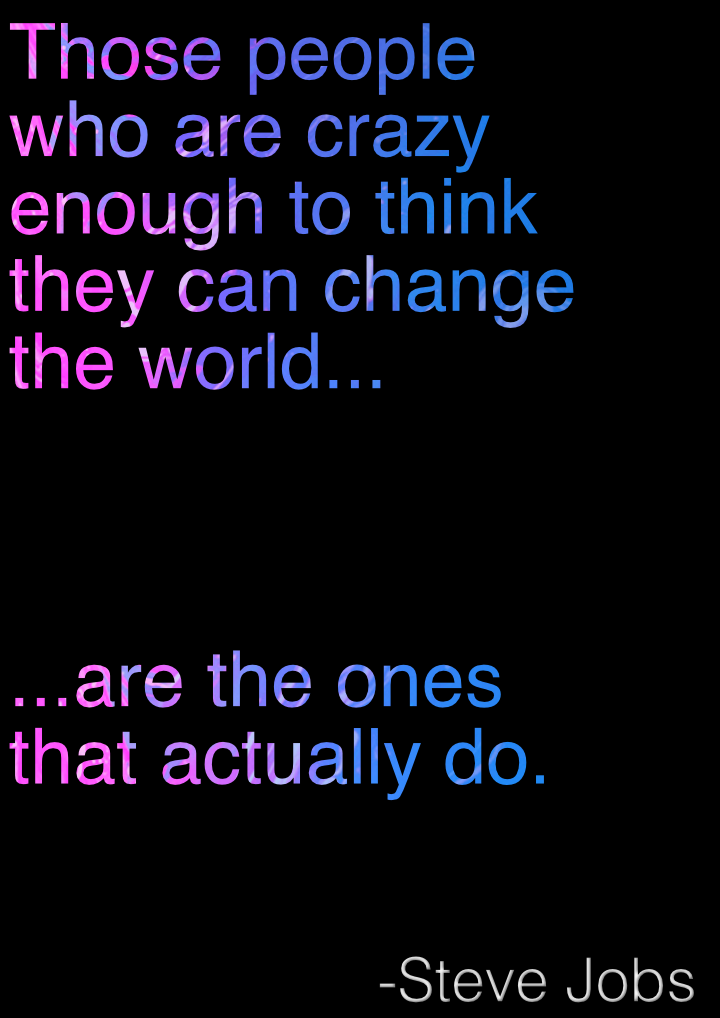 Those people
who are crazy
enough to think
they can change
the world...
...are the ones
that actually do.
-Steve Jobs